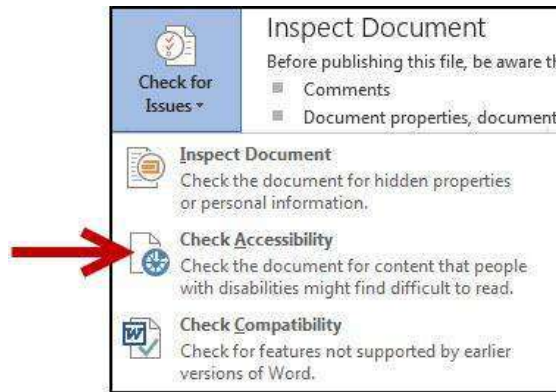 Check for
Issues
Inspect Document
Before publishing this file, be aware th
Comments
Document properties, document
Inspect Document
Check the document for hidden properties
or personal information.
Check Accessibility
Check the document for content that people
with disabilities might find difficult to read.
Check Compatibility
Check for features not supported by earlier
versions of Word.